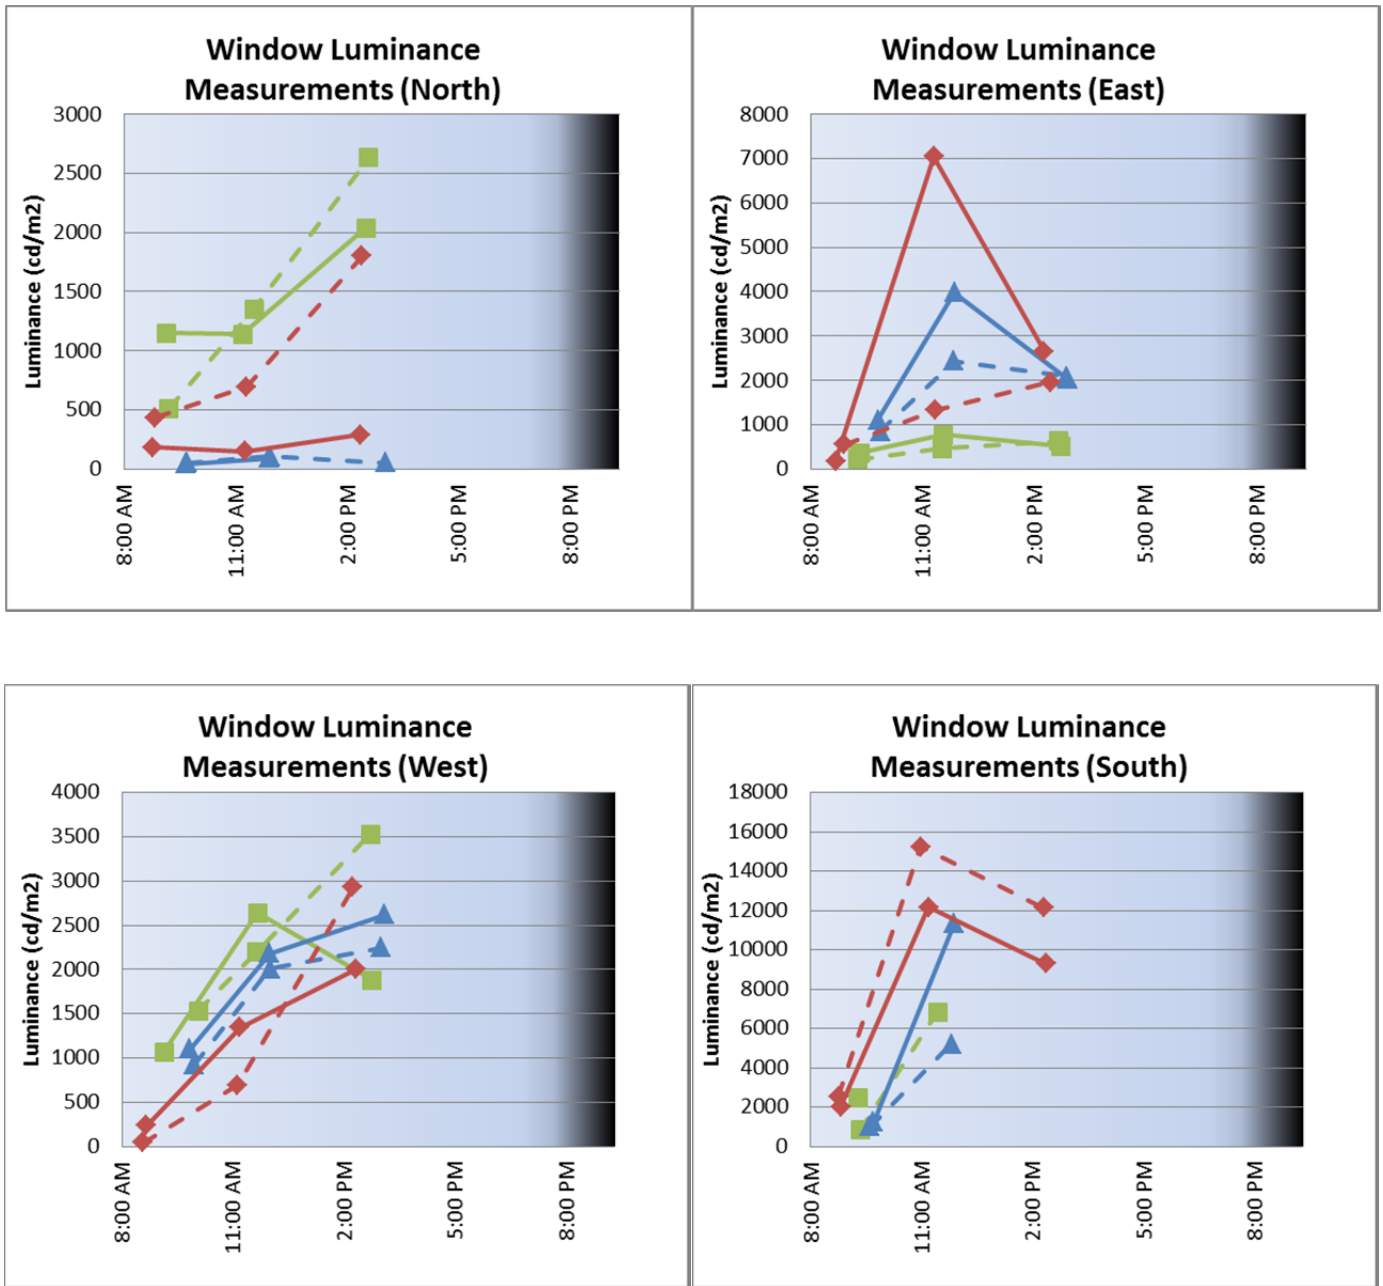 Window Luminance
Measurements (North)
Luminance (cd/m2)
3000
2500
2000
1500
1000
500
0
8:00 AM
11:00 AM
2:00 PM
5:00 PM
8:00 PM
Window Luminance
Measurements (East)
Luminance (cd/m2)
8000
7000
6000
5000
4000
3000
2000
1000
0
8:00 AM
11:00 AM
2:00 PM
5:00 PM
8:00 PM
Window Luminance
Measurements (West)
Luminance (cd/m2)
4000
3500
3000
2500
2000
1500
1000
500
0
8:00 AM
11:00 AM
2:00 PM
5:00 PM
8:00 PM
Window Luminance
Measurements (South)
Luminance (cd/m2)
18000
16000
14000
12000
10000
8000
6000
4000
2000
0
8:00 AM
11:00 AM
2:00 PM
5:00 PM
8:00 PM